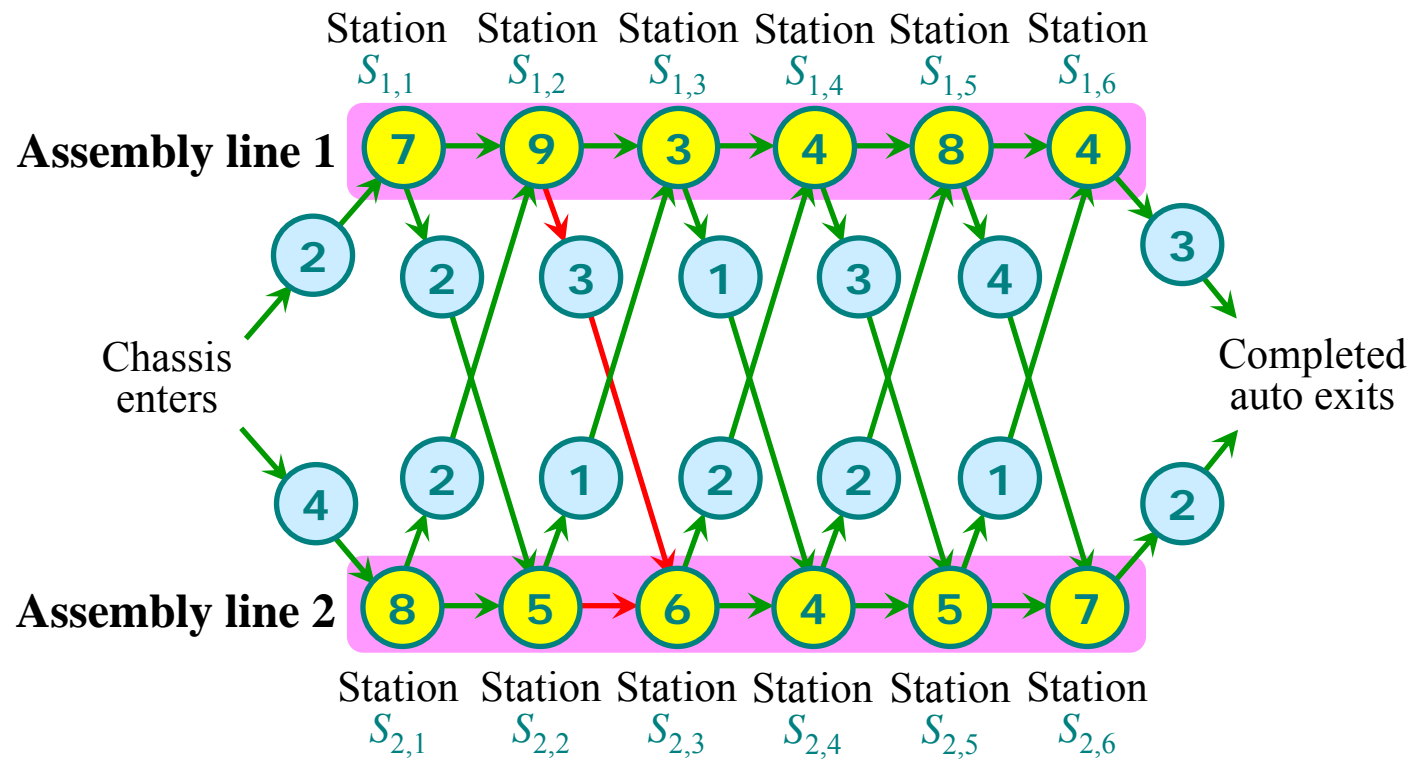 Station Station Station Station Station Station
S1,1 S1,2 S1,3 S1,4 S1,5 S1,6
Assembly line 1 7 9 3 4 8 4
2 2 3 1 3 4 3
Chassis
enters
Completed
auto exits
4 2 1 2 2 1 2
Assembly line 2 8 5 6 4 5 7
Station Station Station Station Station Station
S2,1 S2,2 S2,3 S2,4 S2,5 S2,6